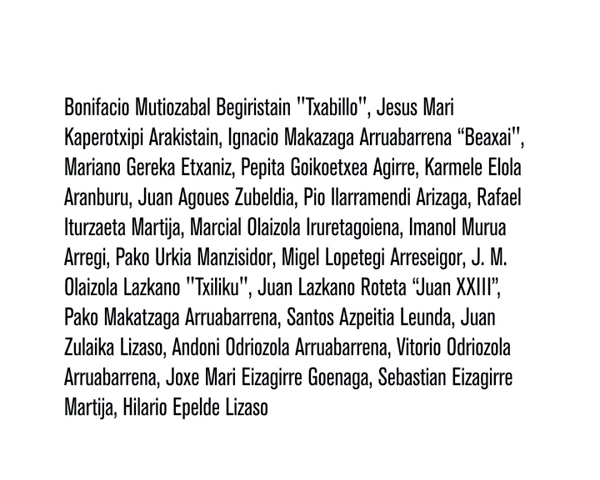 Bonifacio Mutiozabal Begiristain "Txabillo", Jesus Mari
Kaperotxipi Arakistain, Ignacio Makazaga Arruabarrena “Beaxai",
Mariano Gereka Etxaniz, Pepita Goikoetxea Agirre, Karmele Elola
Aranburu, Juan Agoues Zubeldia, Pio Ilarramendi Arizaga, Rafael
Iturzaeta Martija, Marcial Olaizola Iruretagoiena, Imanol Murua
Arregi, Pako Urkia Manzisidor, Migel Lopetegi Arreseigor, J. M.
Olaizola Lazkano "Txiliku", Juan Lazkano Roteta “Juan XXIII”,
Pako Makatzaga Arruabarrena, Santos Azpeitia Leunda, Juan
Zulaika Lizaso, Andoni Odriozola Arruabarrena, Vitorio Odriozola
Arruabarrena, Joxe Mari Eizagirre Goenaga, Sebastian Eizagirre
Martija, Hilario Epelde Lizaso